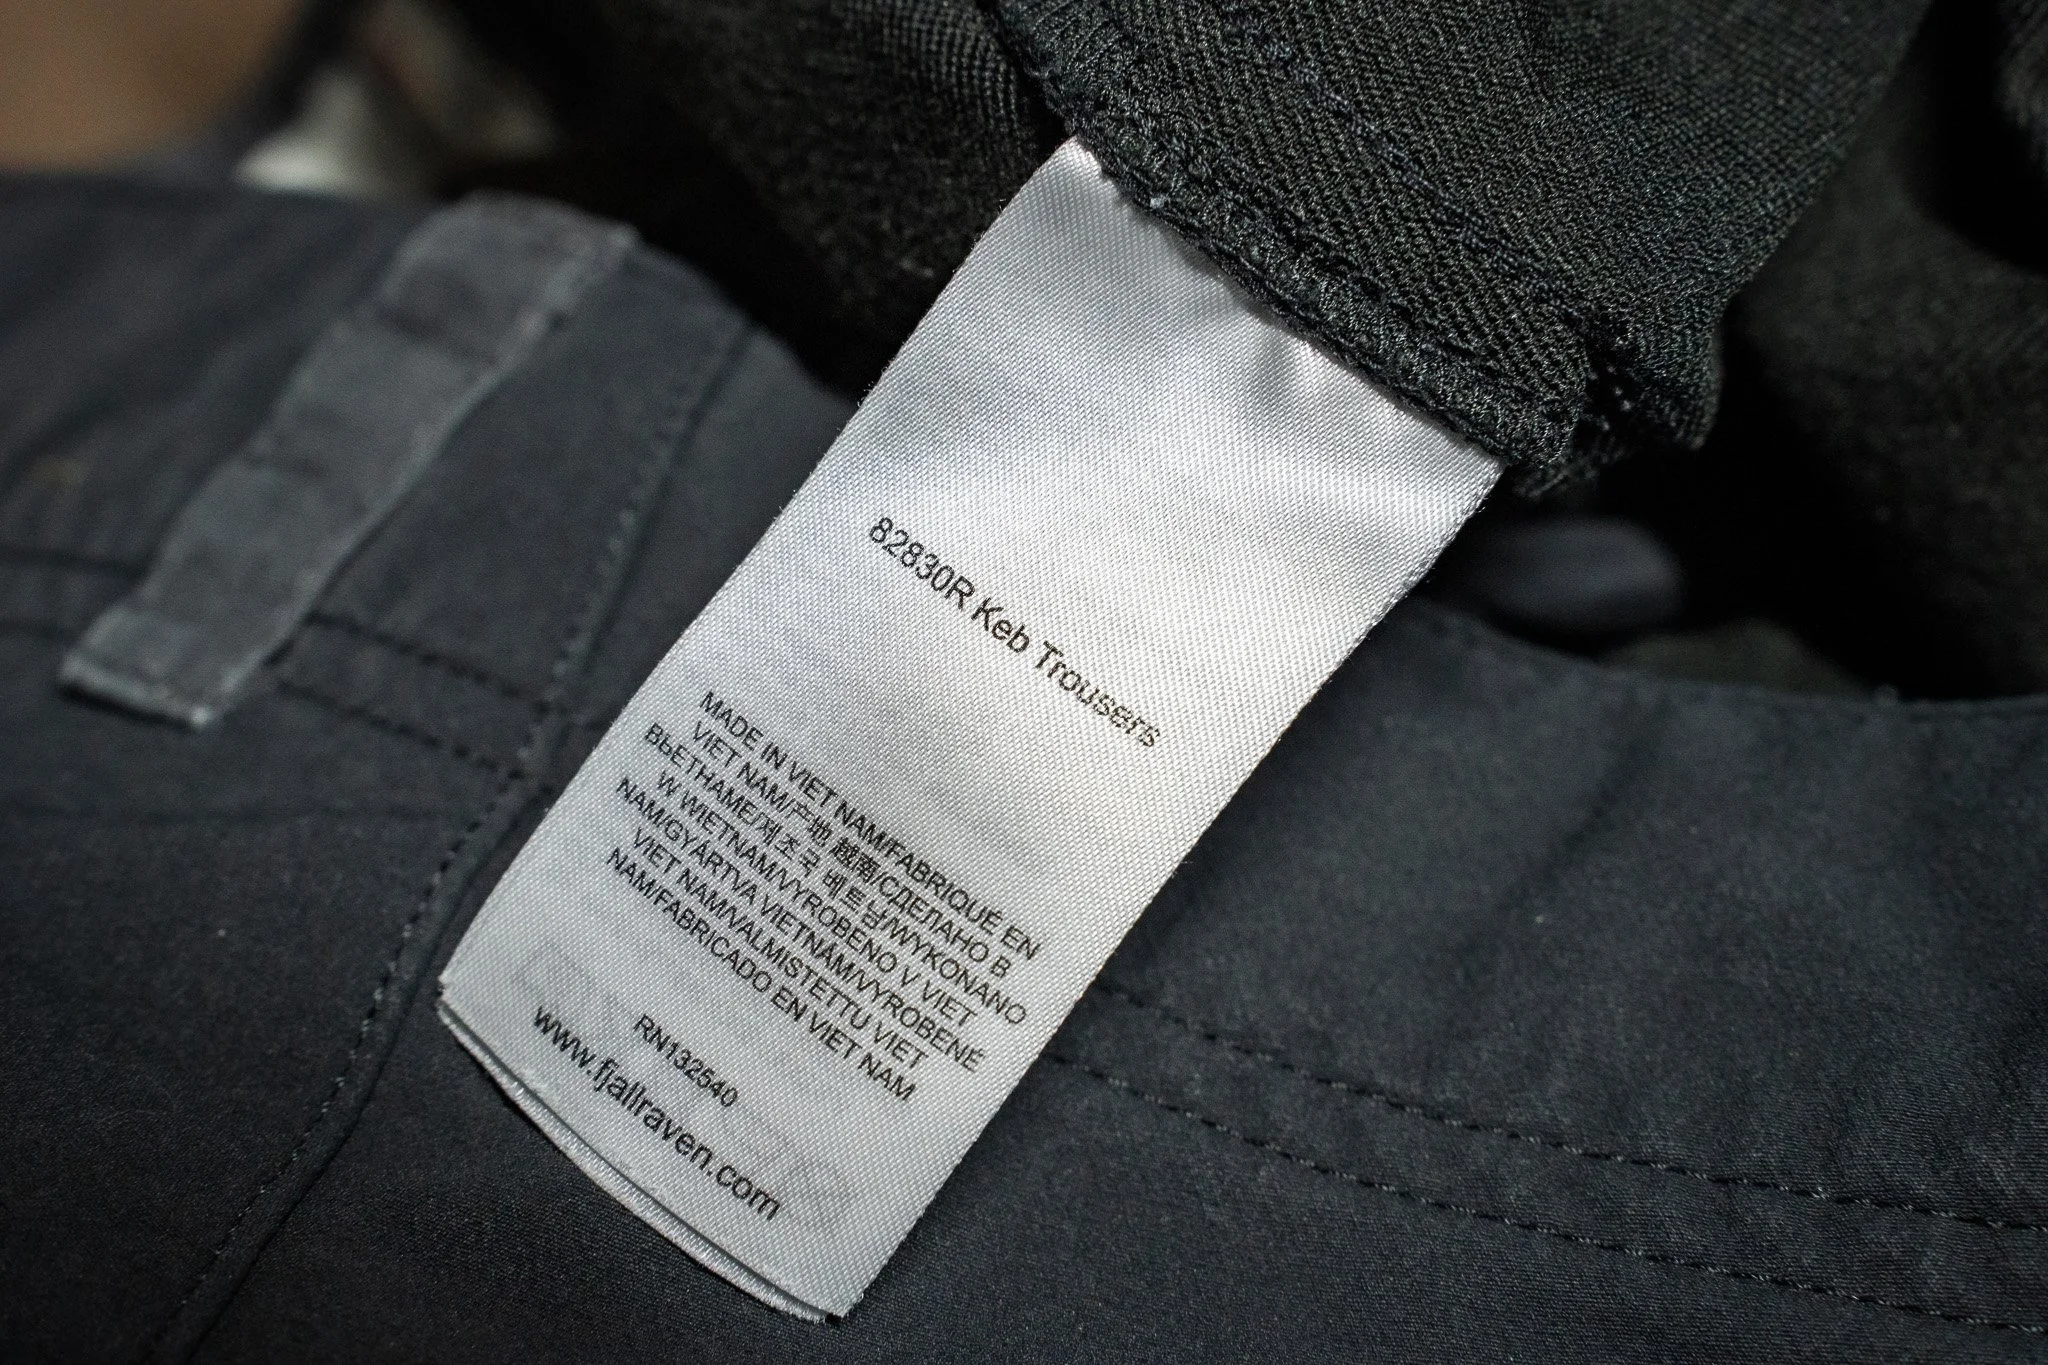 82830R Keb Trousers
MADE IN VIET NAM/FABRIQUÉ EN
VIET NAM/产地 越南/СДЕЛАНО В
ВЬЕТНАМЕ/제조국 베트남/WYKONANO
W WIETNAM/VYROBENO V VIET
NAM/GYÁRTVA VIETNÁM/VYROBENÉ
VIET NAM/VALMISTETTU VIET
NAM/FABRICADO EN VIET NAM
RN132540
www.fjallraven.com